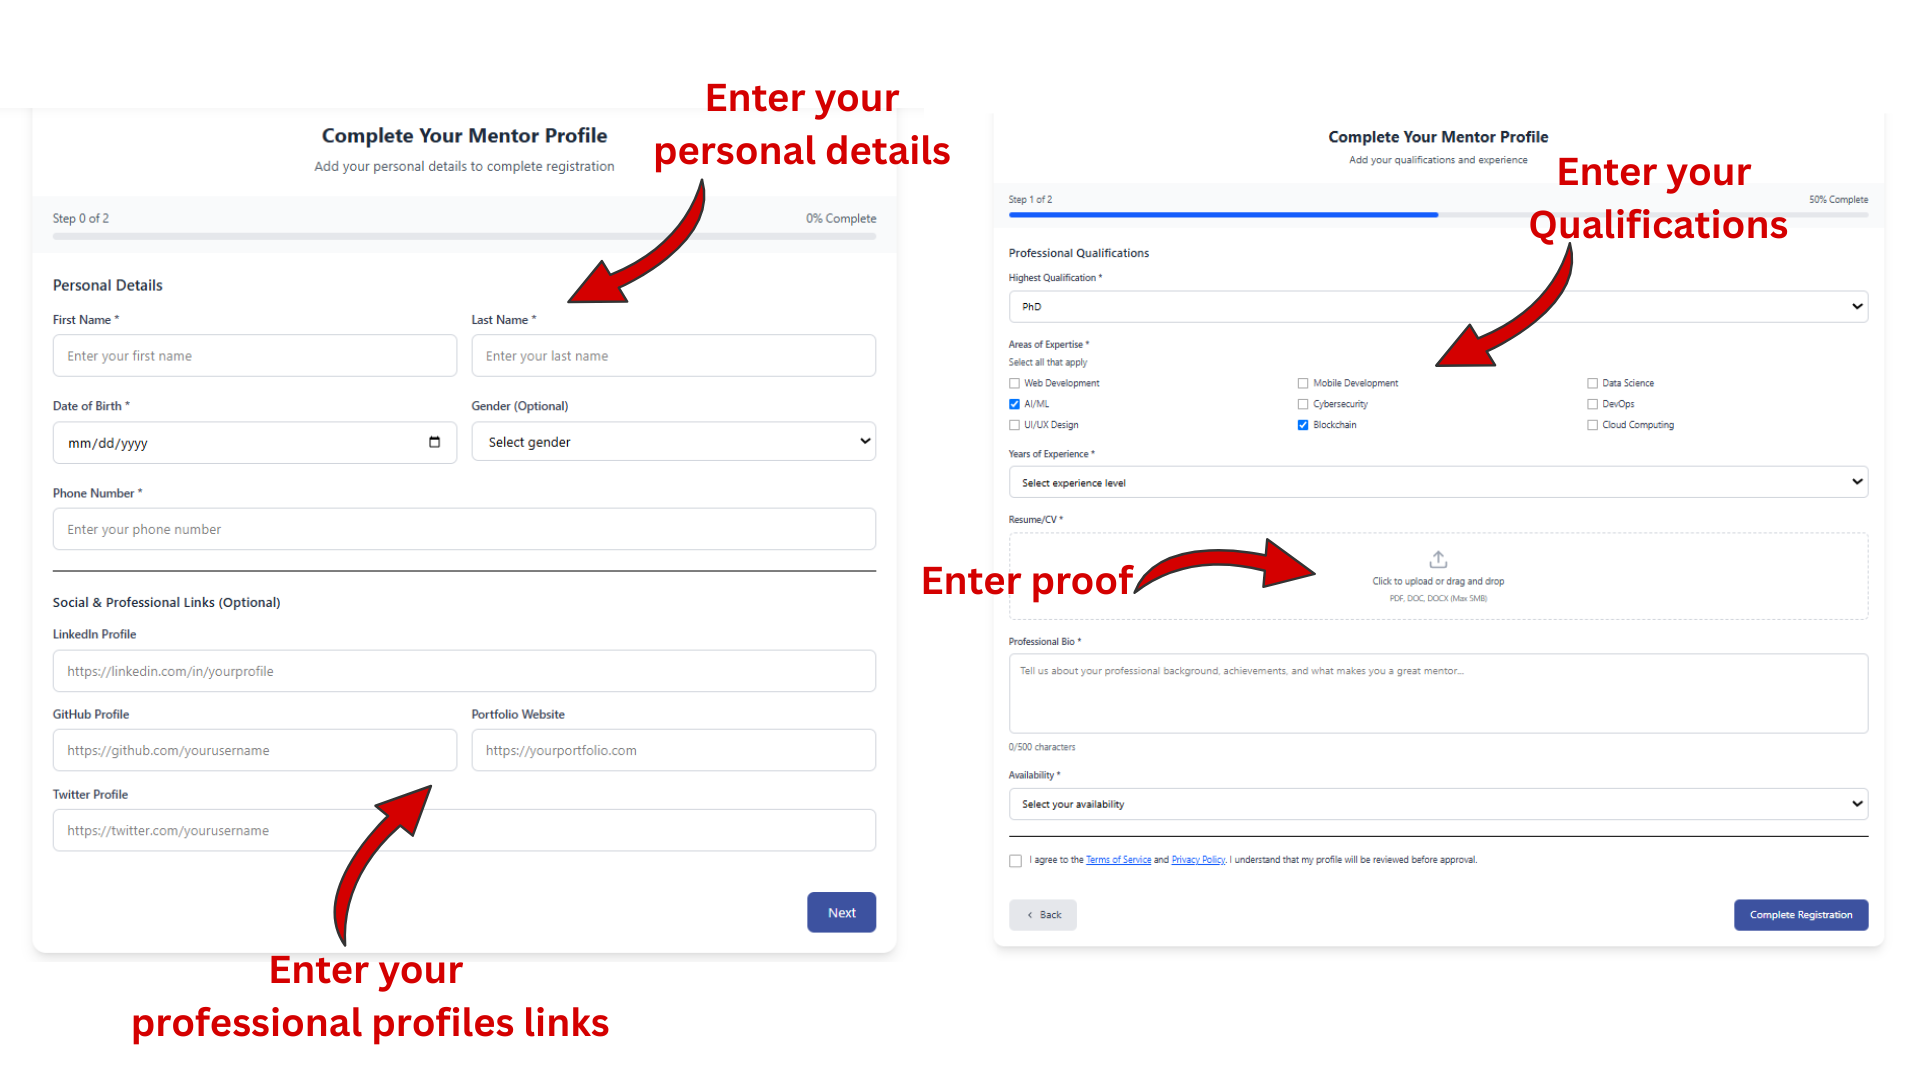 Enter your
personal details
Complete Your Mentor Profile
Add your personal details to complete registration
Step 0 of 2
0% Complete
Personal Details
First Name *
Last Name *
Enter your first name
Enter your last name
Date of Birth *
Gender (Optional)
mm/dd/yyyy
Select gender
Phone Number *
Enter your phone number
Social & Professional Links (Optional)
LinkedIn Profile
https://linkedin.com/in/yourprofile
GitHub Profile
Portfolio Website
https://github.com/yourusername
https://yourportfolio.com
Twitter Profile
https://twitter.com/yourusername
Next
Enter your
professional profiles links
Complete Your Mentor Profile
Add your qualifications and experience
Enter your
Qualifications
Step 1 of 2
50% Complete
Professional Qualifications
Highest Qualification *
PhD
Areas of Expertise *
Select all that apply
Web Development
Mobile Development
Data Science
AI/ML
Cybersecurity
DevOps
UI/UX Design
Blockchain
Cloud Computing
Years of Experience *
Select experience level
Resume/CV *
Enter proof
Click to upload or drag and drop
PDF, DOC, DOCX (Max 5MB)
Professional Bio *
Tell us about your professional background, achievements, and what makes you a great mentor...
0/500 characters
Availability *
Select your availability
I agree to the Terms of Service and Privacy Policy. I understand that my profile will be reviewed before approval.
Back
Complete Registration